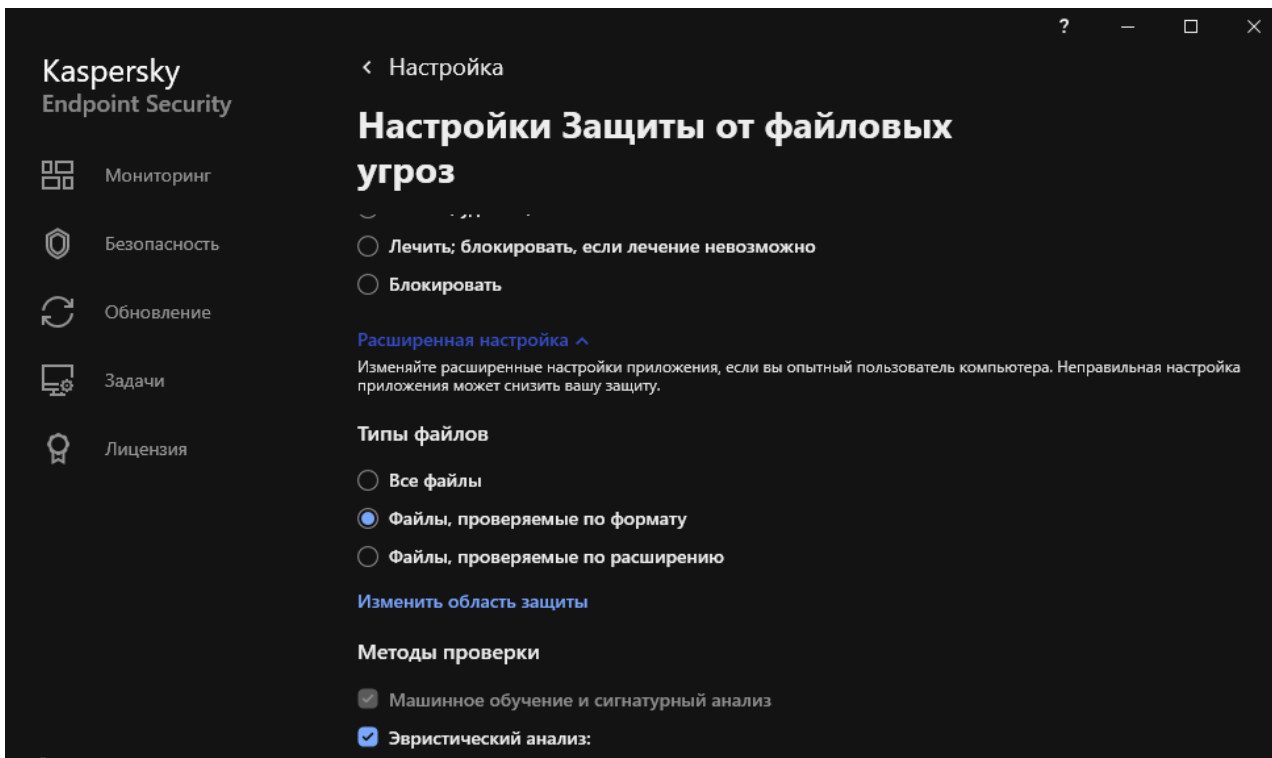 ?
Kaspersky
Endpoint Security
Мониторинг
Безопасность
Обновление
Задачи
Лицензия
Настройка
Настройки Защиты от файловых
угроз
Лечить; блокировать, если лечение невозможно
Блокировать
Расширенная настройка
Изменяйте расширенные настройки приложения, если вы опытный пользователь компьютера. Неправильная настройка
приложения может снизить вашу защиту.
Типы файлов
Все файлы
Файлы, проверяемые по формату
Файлы, проверяемые по расширению
Изменить область защиты
Методы проверки
Машинное обучение и сигнатурный анализ
Эвристический анализ: